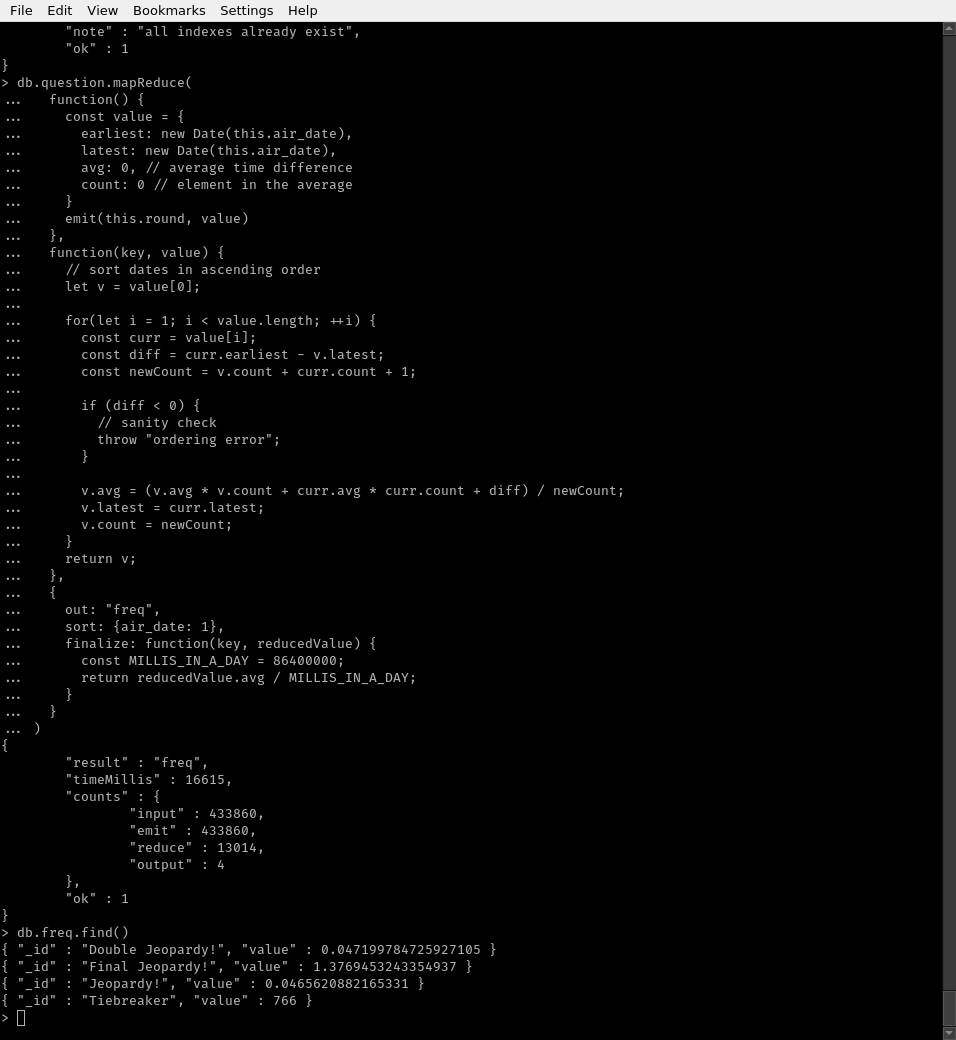 File Edit View Bookmarks Settings Help
        "note" : "all indexes already exist",
        "ok" : 1
}
> db.question.mapReduce(
...    function() {
...      const value = {
...        earliest: new Date(this.air_date),
...        latest: new Date(this.air_date),
...        avg: 0, // average time difference
...        count: 0 // element in the average
...      }
...      emit(this.round, value)
...    },
...    function(key, value) {
...      // sort dates in ascending order
...      let v = value[0];
...
...      for(let i = 1; i < value.length; ++i) {
...        const curr = value[i];
...        const diff = curr.earliest - v.latest;
...        const newCount = v.count + curr.count + 1;
...
...        if (diff < 0) {
...          // sanity check
...          throw "ordering error";
...        }
...
...        v.avg = (v.avg * v.count + curr.avg * curr.count + diff) / newCount;
...        v.latest = curr.latest;
...        v.count = newCount;
...      }
...      return v;
...    },
...    {
...      out: "freq",
...      sort: {air_date: 1},
...      finalize: function(key, reducedValue) {
...        const MILLIS_IN_A_DAY = 86400000;
...        return reducedValue.avg / MILLIS_IN_A_DAY;
...      }
...    }
...  )
{
        "result" : "freq",
        "timeMillis" : 16615,
        "counts" : {
                "input" : 433860,
                "emit" : 433860,
                "reduce" : 13014,
                "output" : 4
        },
        "ok" : 1
}
> db.freq.find()
{ "_id" : "Double Jeopardy!", "value" : 0.047199784725927105 }
{ "_id" : "Final Jeopardy!", "value" : 1.3769453243354937 }
{ "_id" : "Jeopardy!", "value" : 0.0465620882165331 }
{ "_id" : "Tiebreaker", "value" : 766 }
>